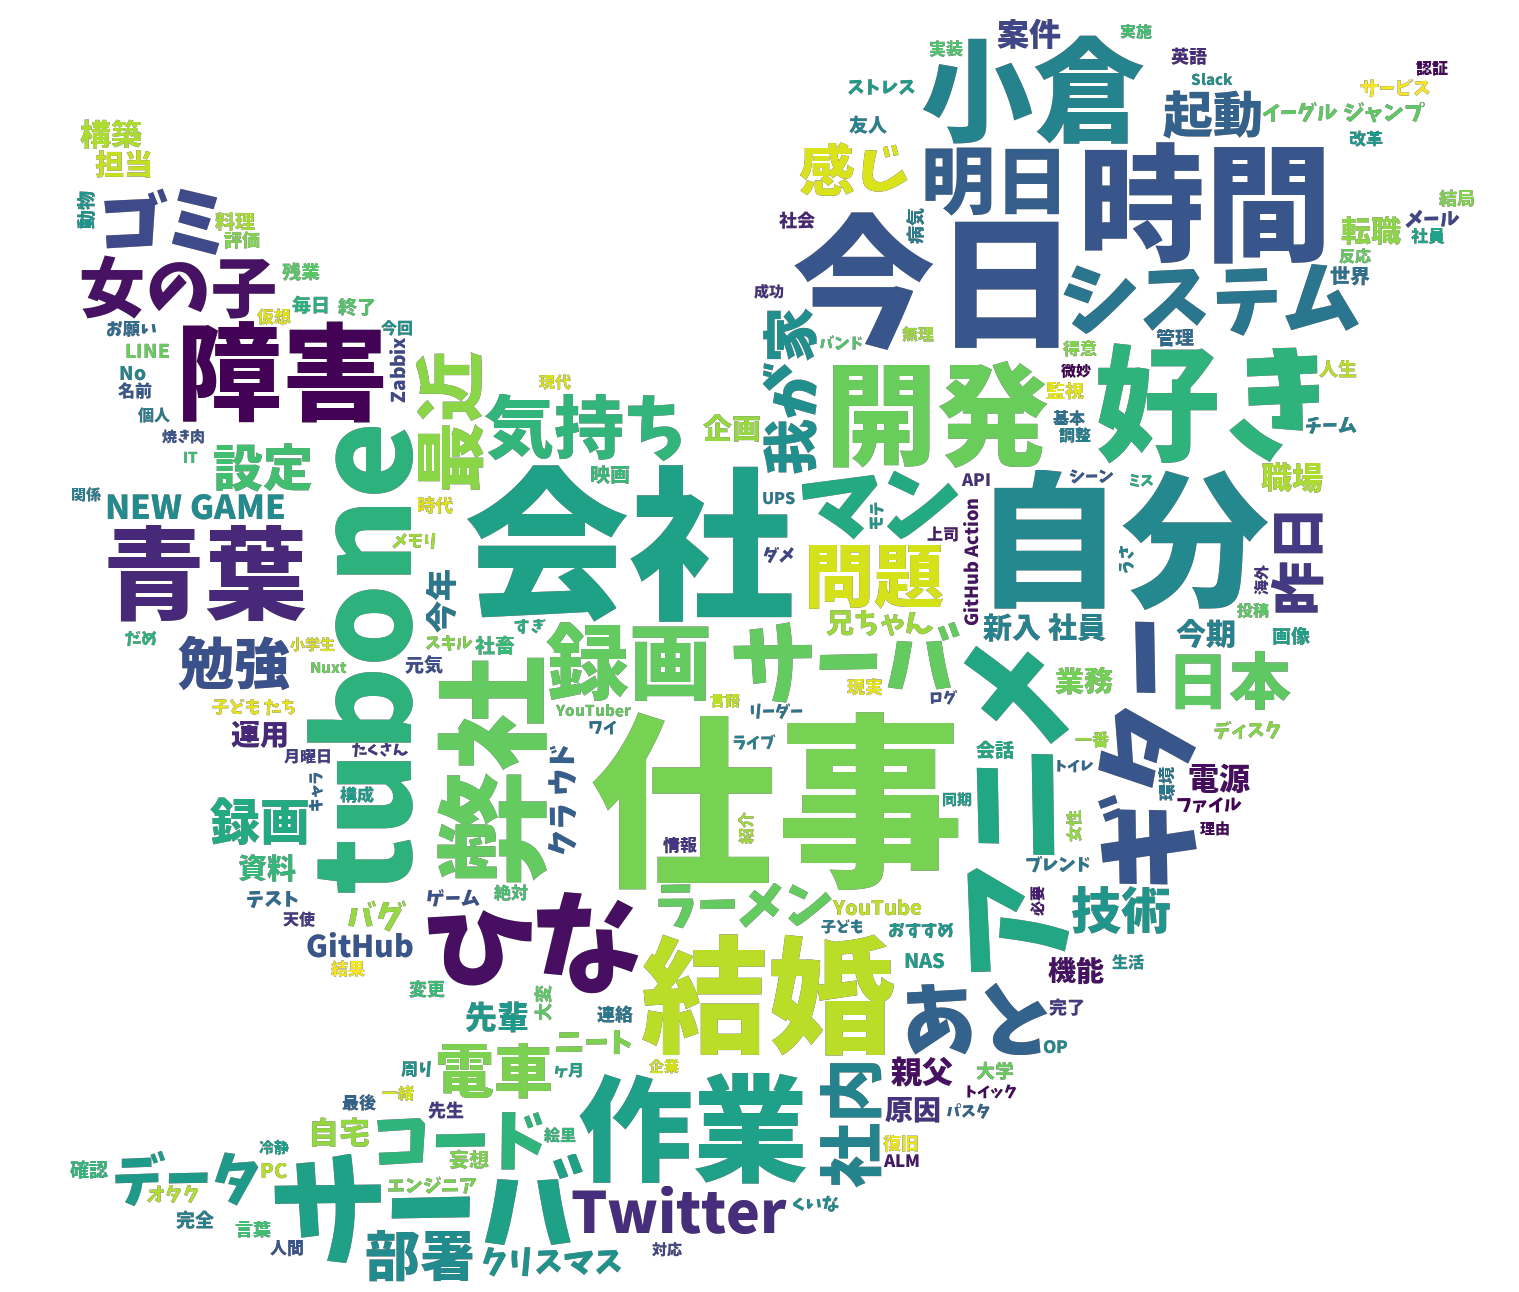 案件
実施
実装
小倉
英語
認証
Slack
サービス
ストレス
起動
イーグル ジャンプ
友人
改革
構築
担当
感じ
明日
時間
動物
ゴミ
料理
評価
社会
病気
今日
結局
転職
メール
社員
反応
女の子
残業
システム
世界
毎日
終了
成功
仮想
お願い
今回
障害
Zabbix
LINE
No
名前
個人
我が家
バンド
無理
管理
得意
微妙
監視
好き
人生
最近
現代
気持ち
企画
開発
基本
調整
チーム
焼き肉
IT
設定
映画
関係
NEW GAME
時代
会社
UPS
マン
モテ
API
シーン
ミス
職場
上司
GitHub Action
自分
うさ
昨日
海外
青葉
tubone
メモリ
ダメ
問題
今年
投稿
だめ
すぎ
兄ちゃん
新入 社員
今期
画像
勉強
小学生
スキル
社畜
録画
サーバ
Nuxt
元気
弊社
現実
ログ
業務
日本
子ども たち
YouTuber
言語
リーダー
運用
ワイ
ライブ
月曜日
たくさん
クラウド
仕事
会話
アニメ
一番
ディスク
トイレ
ギター
環境
電源
キャラ
構成
同期
ファイル
録画
紹介
女性
理由
情報
資料
ブレンド
テスト
ゲーム
絶対
ラーメン
YouTube
必要
技術
天使
バグ
ひな
子ども
おすすめ
GitHub
結果
結婚
NAS
機能
生活
変更
大変
先輩
連絡
あと
完了
OP
ニート
周り
電車
ケ月
企業
親父
大学
一緒
トイック
最後
先生
作業
社内
原因
パスタ
自宅
コード
絵里
冷静
復旧
確認
データ
PC
妄想
ALM
オタク
エンジニア
サーバ
Twitter
くいな
完全
言葉
人間
部署
クリスマス
対応